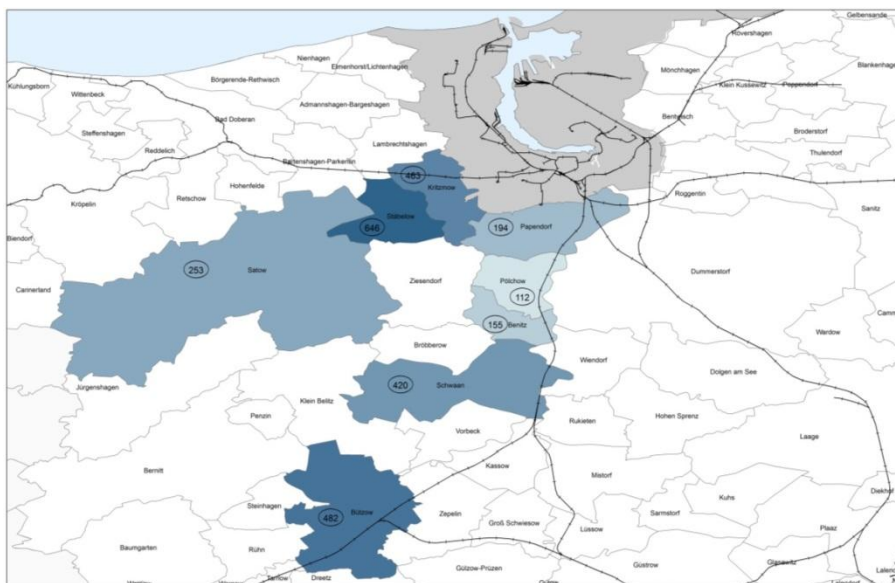 Gelbensande
Rövershagen
Nienhagen
Elmenhorst/Lichtenhagen
Blankenhagen
Börgerende-Rethwisch
Mönchhagen
Kühlungsborn
Wittenbeck
Klein Kussewitz
Poppendorf
Admannshagen-Bargeshagen
Bad Doberan
Bentwisch
Steffenshagen
Broderstorf
Lambrechtshagen
Reddelich
Thulendorf
Bartenshagen-Parkentin
463
Kritzmow
Hohenfelde
Retschow
Roggentin
Sanitz
Kröpelin
Stäbelow
646
194
Papendorf
Biendorf
253
Satow
Dummerstorf
Ziesendorf
Pölchow
Carinerland
112
155
Benitz
Wardow
Bröbberow
Wiendorf
Dolgen am See
Jürgenshagen
420
Schwaan
Klein Belitz
Penzin
Hohen Sprenz
Rukieten
Vorbeck
Laage
Kassow
Bernitt
Mistorf
Diekhof
Kuhs
Steinhagen
482
Bützow
Zepelin
Sarmstorf
Groß Schwiesow
Lüssow
Plaaz
Baumgarten
Rühn
Güstrow
Glasewitz
Gülzow-Prüzen
Tarnow
Dreetz